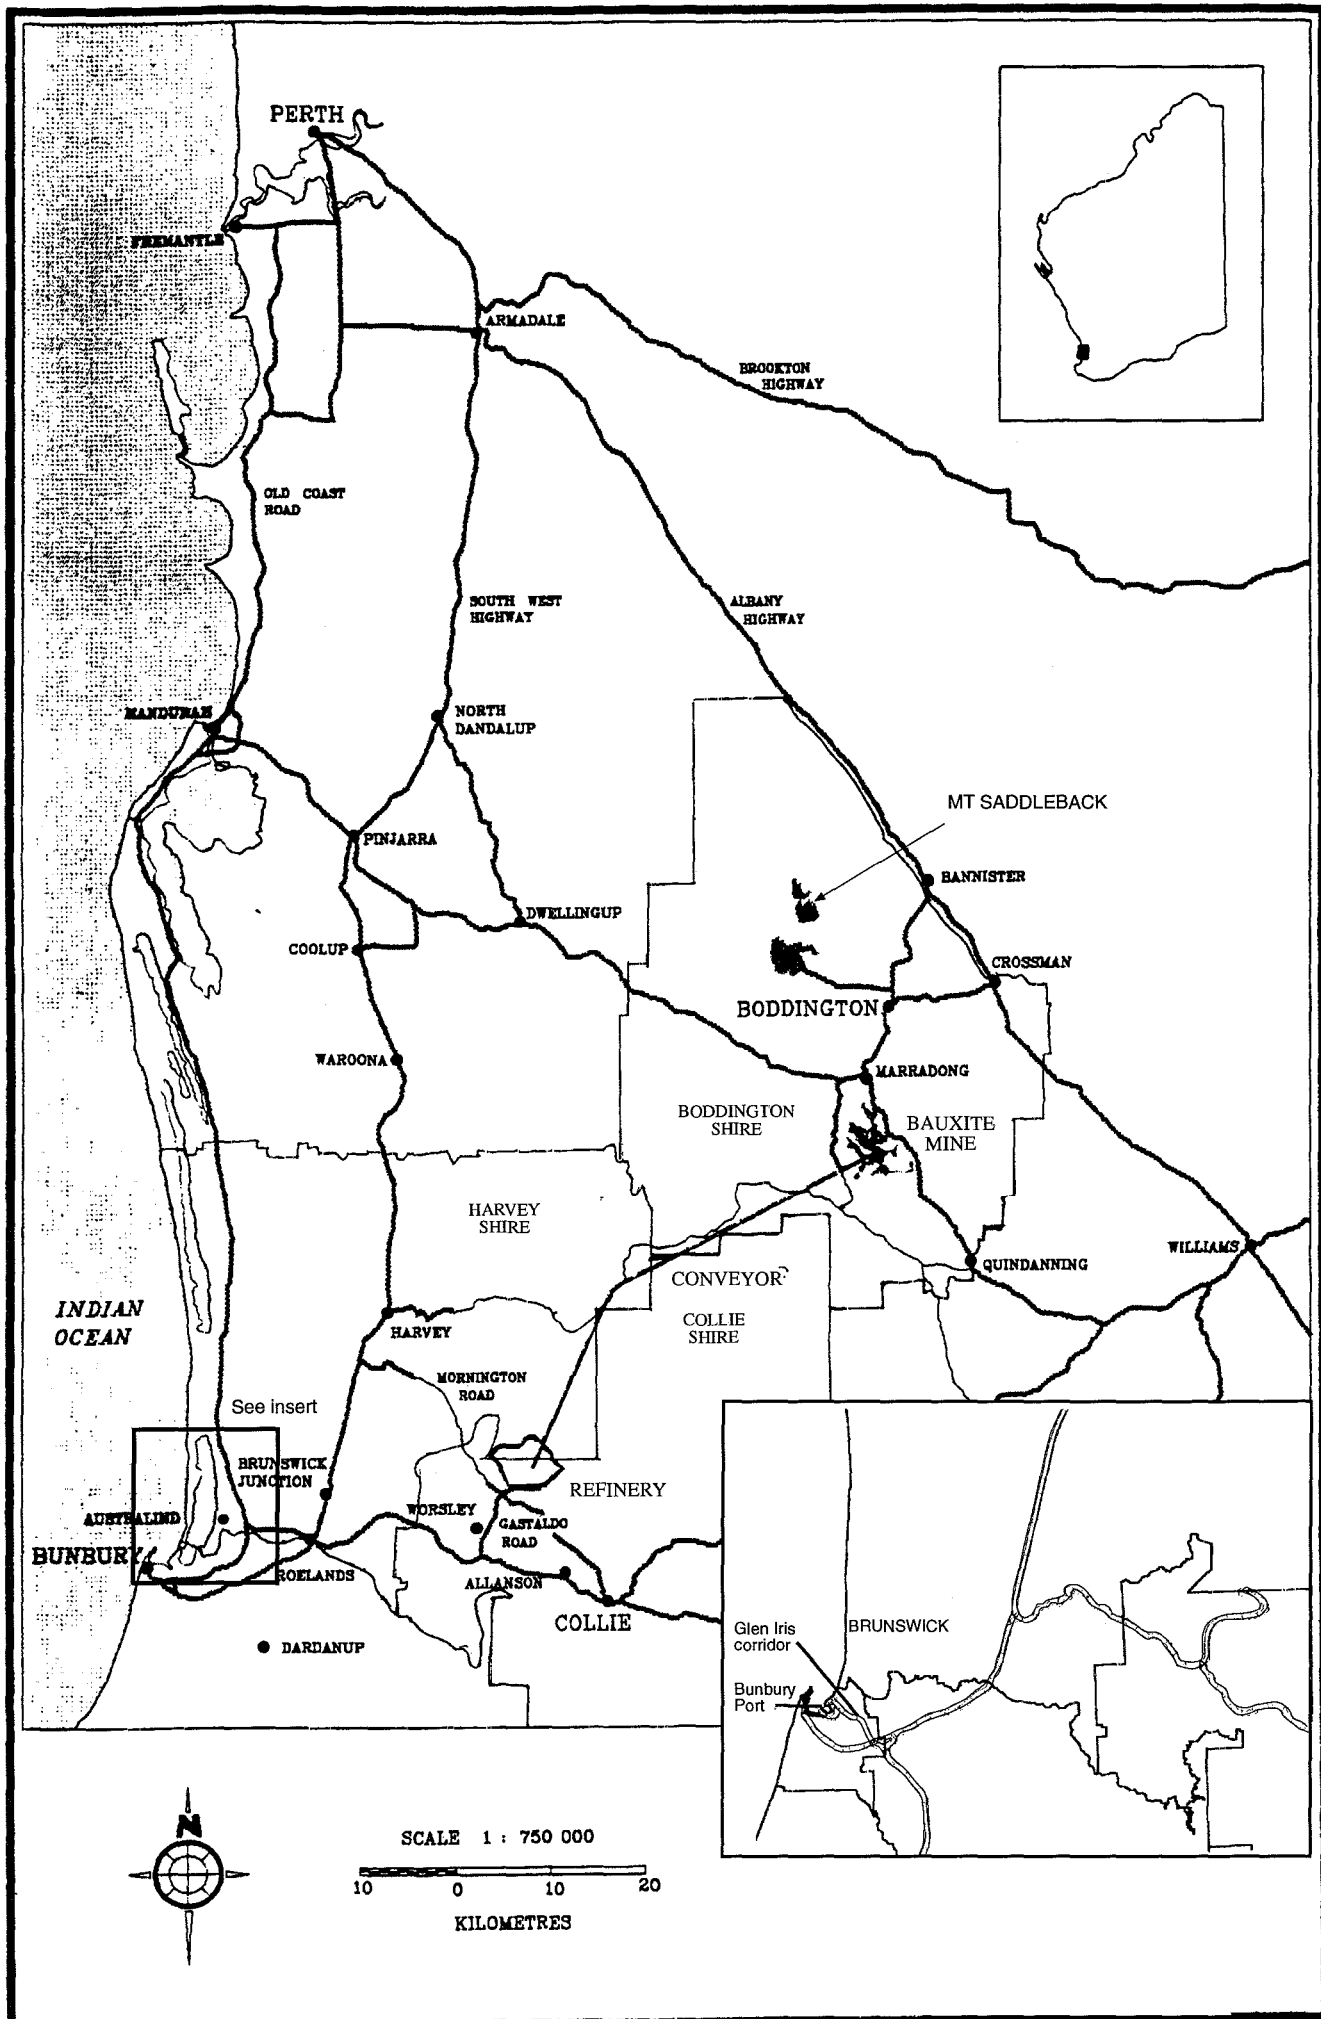 PERTH
FREMANTLE
ARMADALE
BROOKTON
HIGHWAY
OLD COAST
ROAD
SOUTH WEST
HIGHWAY
ALBANY
HIGHWAY
MANDURAH
NORTH
DANDALUP
MT SADDLEBACK
PINJARRA
BANNISTER
DWELLINGUP
COOLUP
CROSSMAN
BODDINGTON
WAROONA
MARRADONG
BODDINGTON
SHIRE
BAUXITE
MINE
HARVEY
SHIRE
WILLIAMS
QUINDANNING
CONVEYOR
INDIAN
OCEAN
COLLIE
SHIRE
HARVEY
MORNINGTON
ROAD
See insert
BRUNSWICK
JUNCTION
REFINERY
WORSLEY
AUSTRALIND
GASTALDO
ROAD
BUNBURY
ROELANDS
ALLANSON
COLLIE
DARDANUP
Glen Iris
corridor
BRUNSWICK
Bunbury
Port
N
SCALE 1 : 750 000
10 0 10 20
KILOMETRES